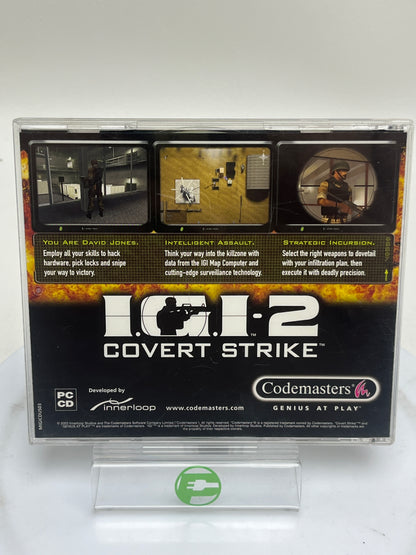 YOU ARE DAVID JONES.
Employ all your skills to hack
hardware, pick locks and snipe
your way to victory.
INTELLIGENT ASSAULT.
Think your way into the killzone with
data from the IGI Map Computer and
cutting-edge surveillance technology.
STRATEGIC INCURSION.
Select the right weapons to dovetail
with your infiltration plan, then
execute it with deadly precision.
I.G.I-2
COVERT STRIKE™
PC
CD
Developed by
innerloop
www.codemasters.com
Codemasters
GENIUS AT PLAY™